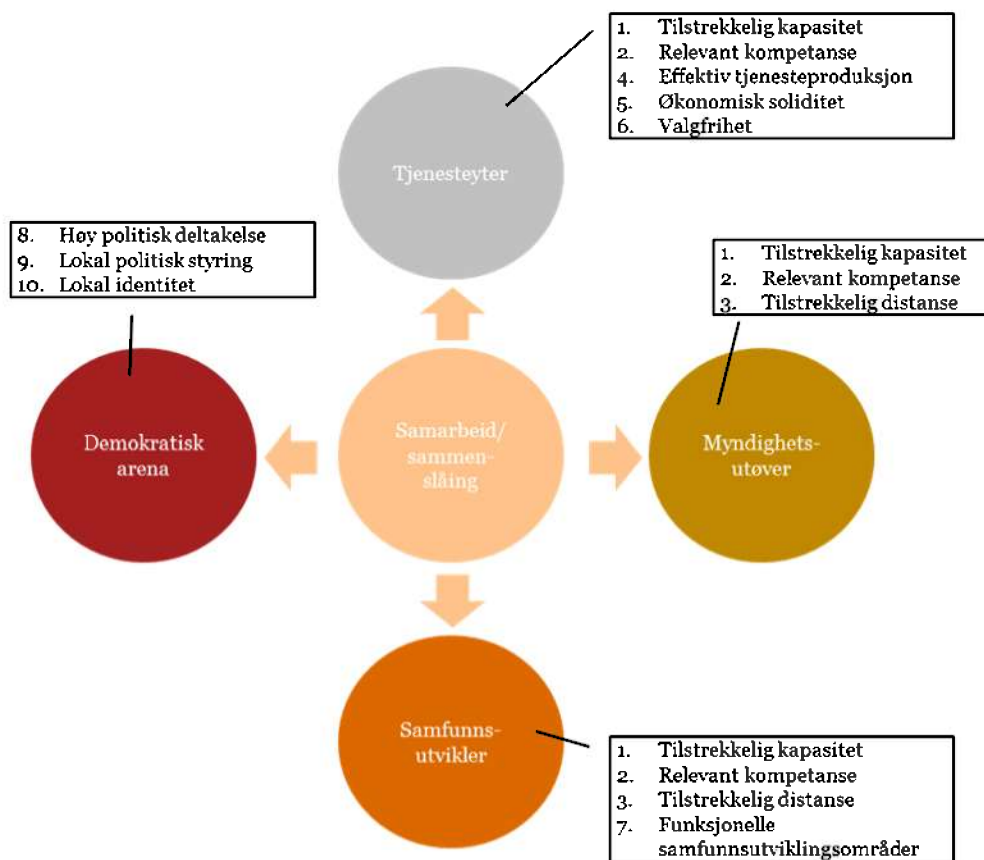 1. Tilstrekkelig kapasitet
2. Relevant kompetanse
4. Effektiv tjenesteproduksjon
5. Økonomisk soliditet
6. Valgfrihet
Tjenesteyter
8. Høy politisk deltakelse
9. Lokal politisk styring
10. Lokal identitet
1. Tilstrekkelig kapasitet
2. Relevant kompetanse
3. Tilstrekkelig distanse
Demokratisk
arena
Samarbeid/
sammen-
slåing
Myndighets-
utøver
Samfunns-
utvikler
1. Tilstrekkelig kapasitet
2. Relevant kompetanse
3. Tilstrekkelig distanse
7. Funksjonelle
samfunnsutviklingsområder